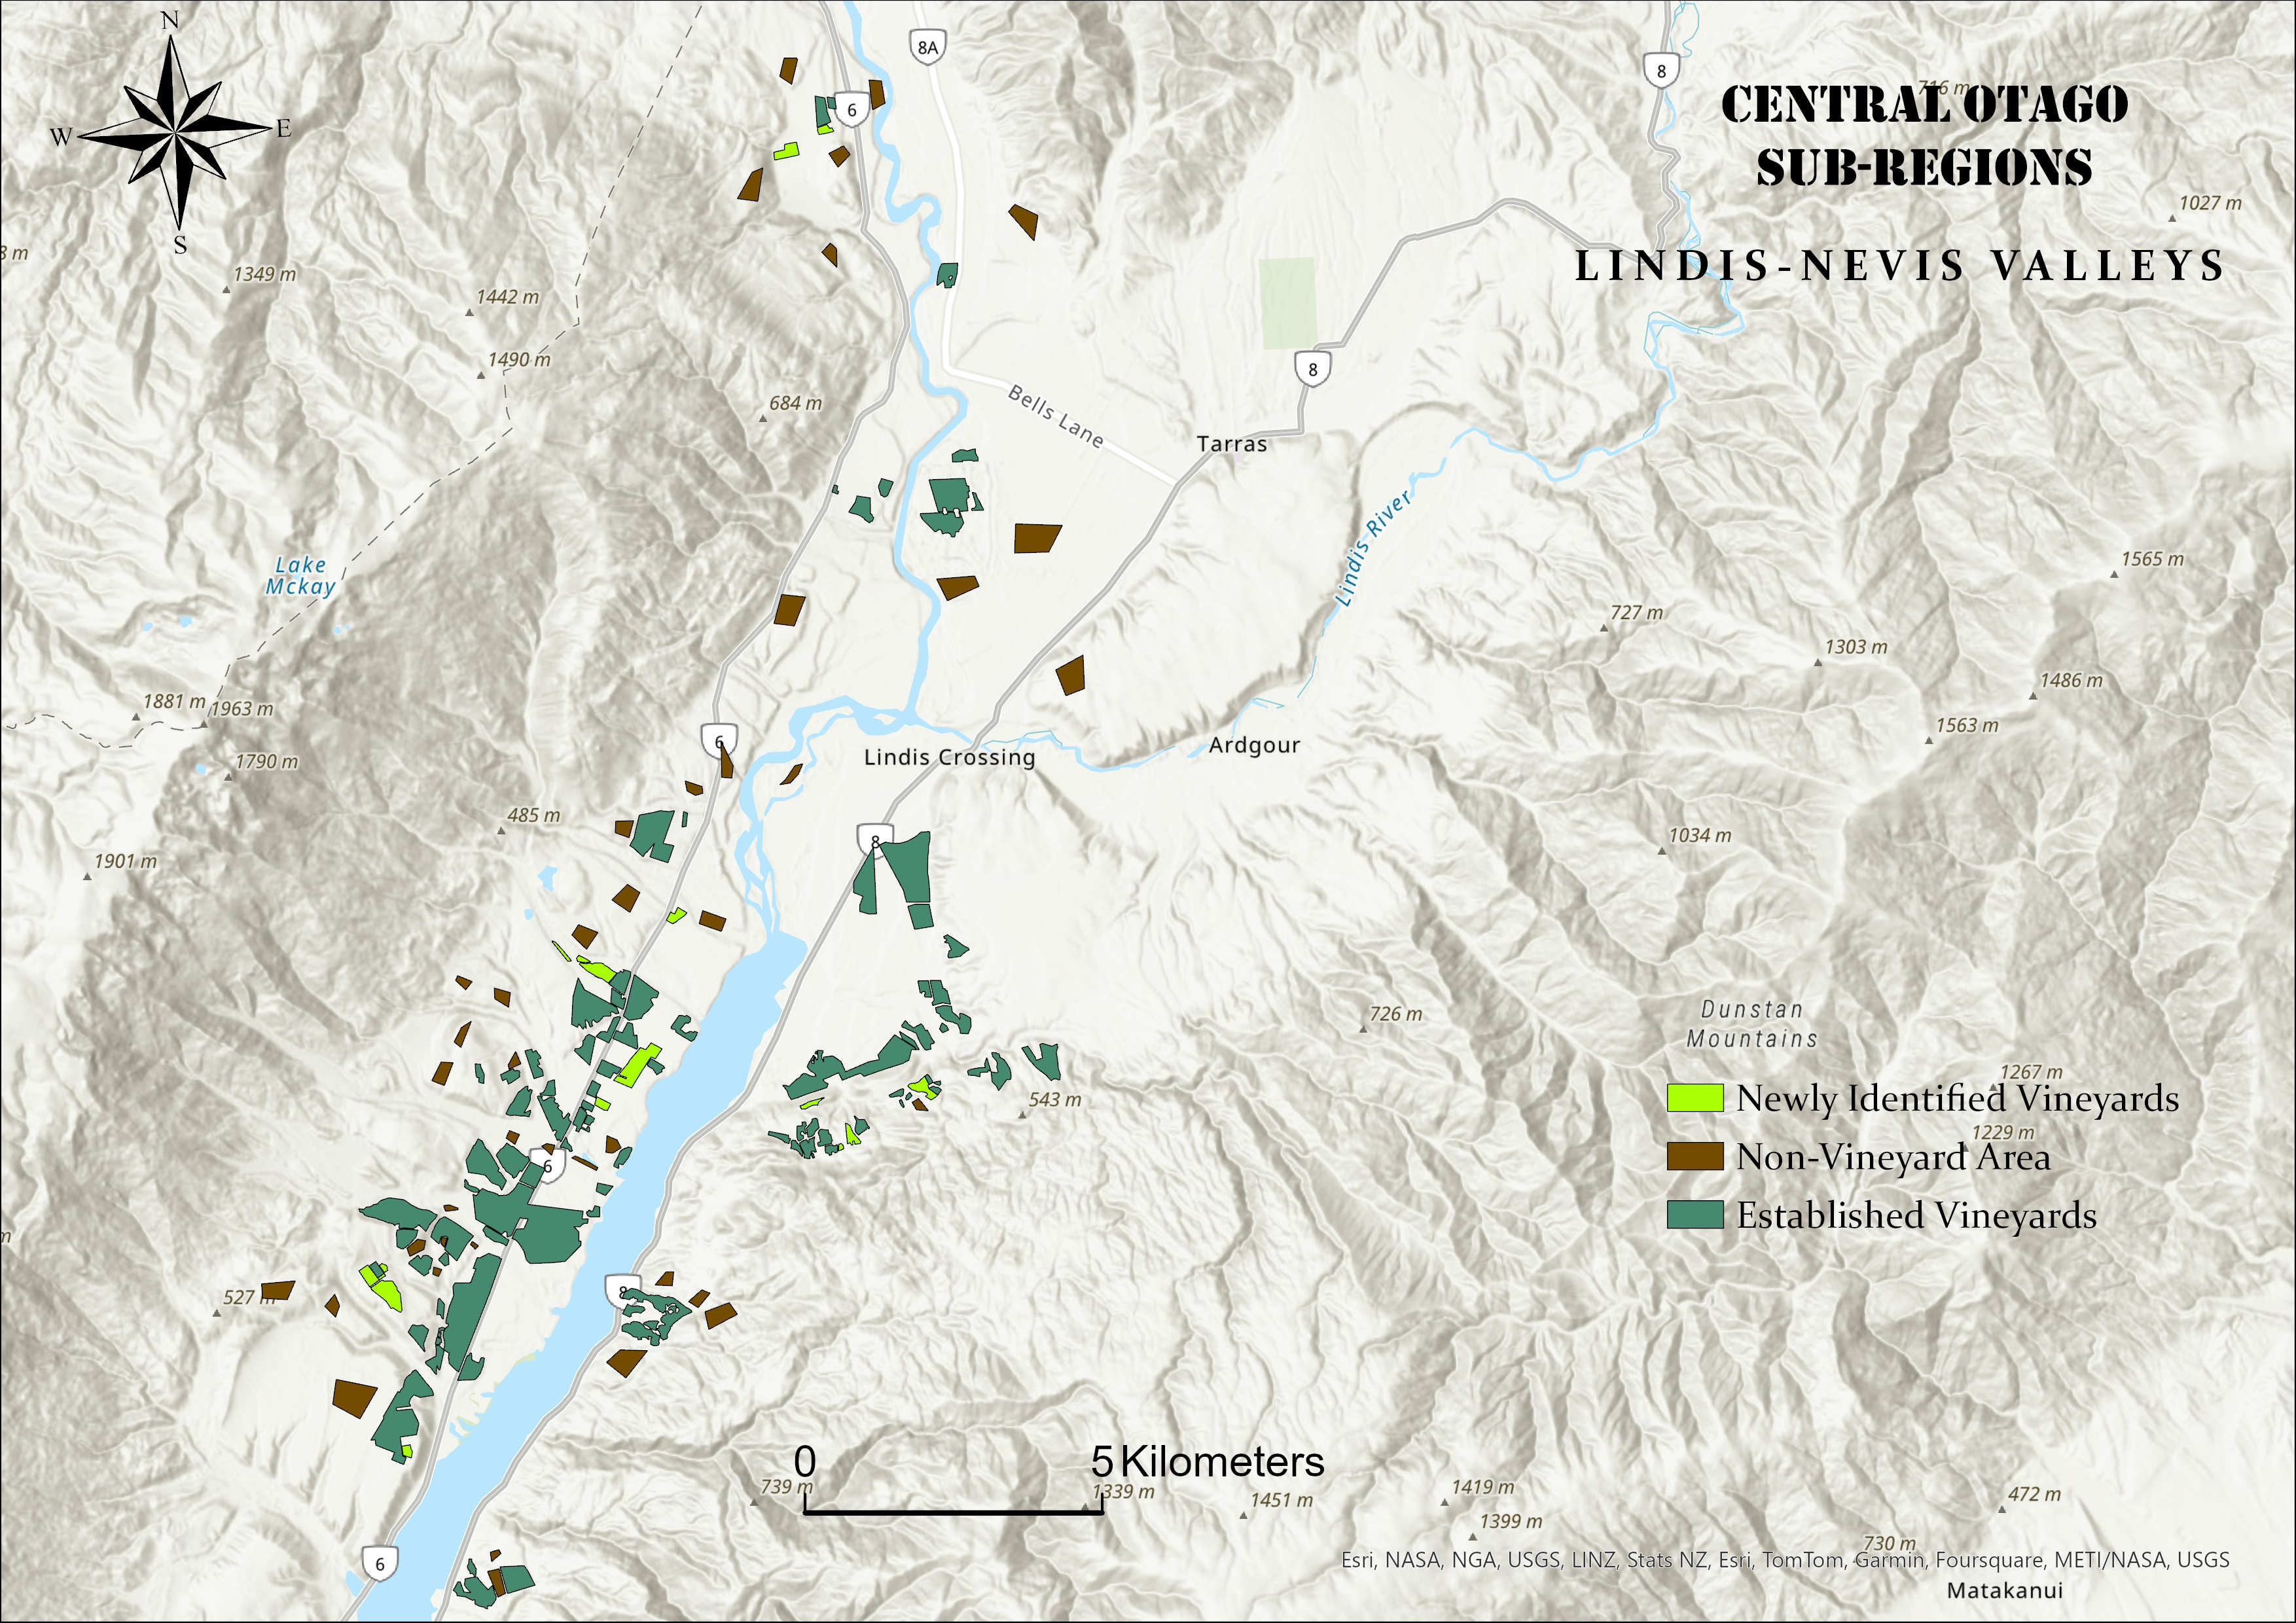 N
W
E
S
8A
8
6
CENTRAL OTAGO
SUB-REGIONS
716 m
LINDIS-NEVIS VALLEYS
1027 m
8 m
1349 m
1442 m
1490 m
684 m
8
Bells Lane
Tarras
Lindis River
Lake
Mckay
1565 m
727 m
1303 m
1486 m
1563 m
1881 m
1963 m
1790 m
6
Lindis Crossing
Ardgour
485 m
8
1034 m
1901 m
726 m
Dunstan
Mountains
543 m
1267 m
Newly Identified Vineyards
1229 m
Non-Vineyard Area
Established Vineyards
6
m
8
527 m
0
5 Kilometers
739 m
1339 m
1451 m
1419 m
1399 m
472 m
730 m
6
Esri, NASA, NGA, USGS, LINZ, Stats NZ, Esri, TomTom, Garmin, Foursquare, METI/NASA, USGS
Matakanui